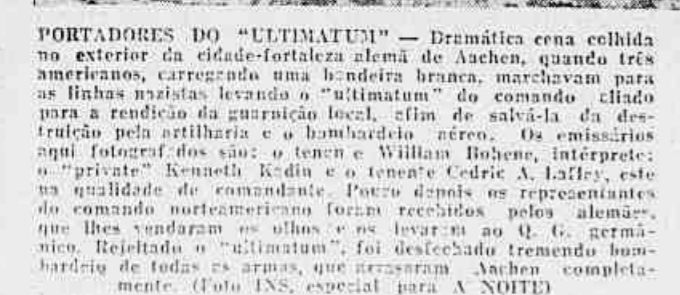 PORTADORES DO "ULTIMATUM" — Dramática cena colhida
no exterior da cidade-fortaleza alemã de Aachen, quando três
americanos, carregando uma bandeira branca, marchavam para
as linhas nazistas levando o "ultimatum" do comando aliado
para a rendição da guarnição local, afim de salvá-la da des-
truição pela artilharia e o bombardeio aéreo. Os emissários
aqui fotografados são: o tenente William Bohene, intérprete;
o "private" Kenneth Kadin e o tenente Cedric A. Lafley, este
na qualidade de comandante. Pouco depois os representantes
do comando norteamericano foram recebidos pelos alemães,
que lhes vendaram os olhos e os levaram ao Q. G. germâ-
nico. Rejeitado o "ultimatum", foi desfechado tremendo bom-
bardeio de todas as armas, que arrasaram Aachen completa-
mente. (Foto INS, especial para A NOITE)